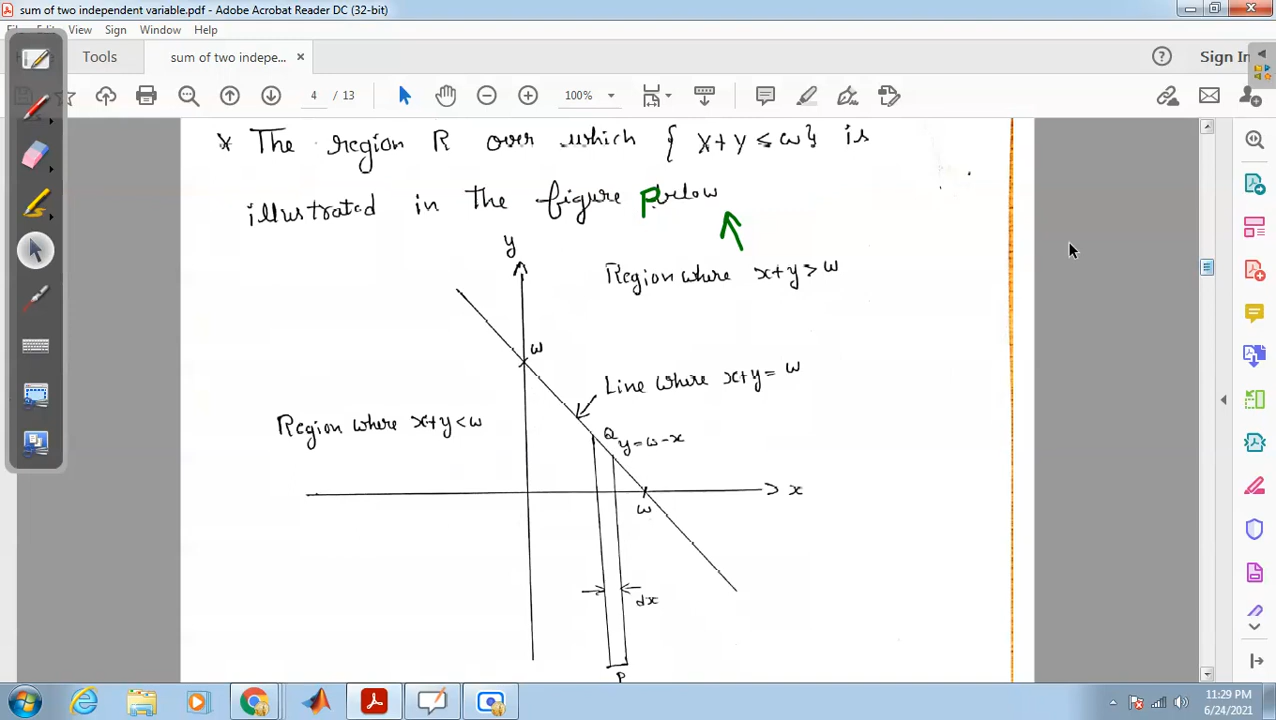 sum of two independent variable.pdf - Adobe Acrobat Reader DC (32-bit)
View Sign Window Help
Tools sum of two indepe... ×
Sign In
4 / 13 100%
* The region R over which { X+Y ≤ ω} is
illustrated in the figure below
P
y
Region where x+y > ω
ω
Line where x+y = ω
Region where x+y < ω
Q y = ω-x
x
ω
dx
P
11:29 PM
6/24/2021